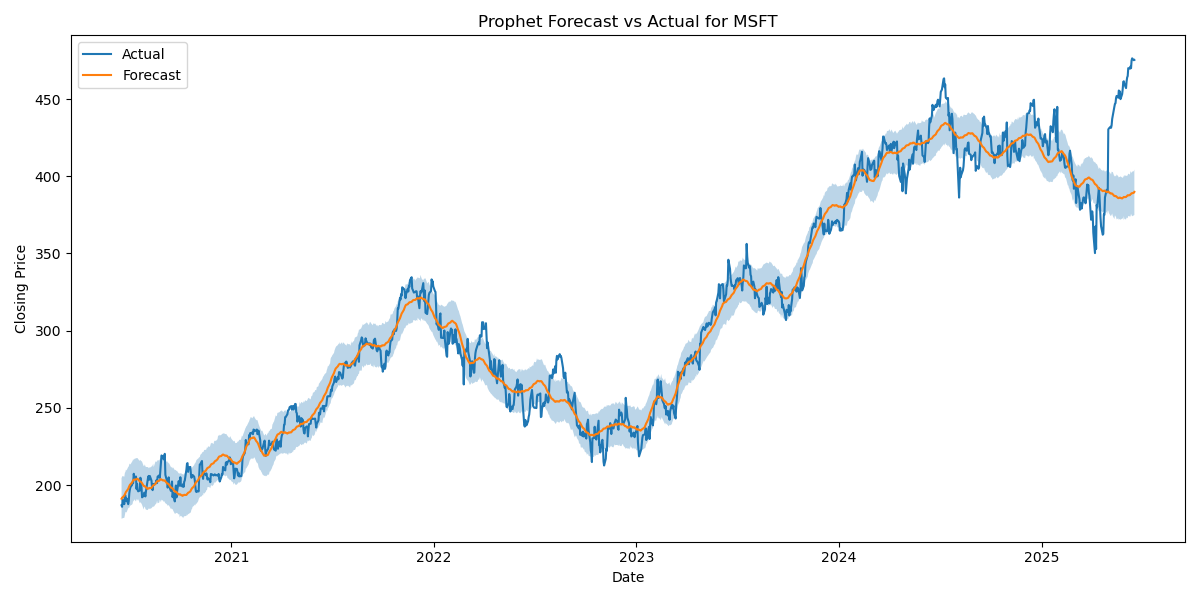 Prophet Forecast vs Actual for MSFT
Actual
Forecast
Closing Price
450
400
350
300
250
200
2021
2022
2023
2024
2025
Date